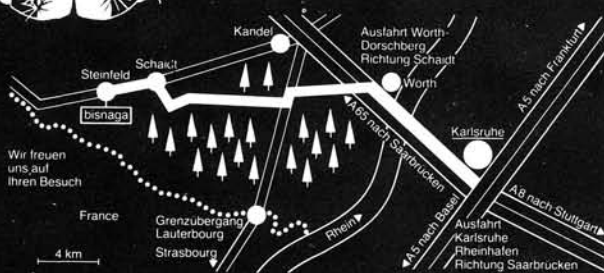 Kandel
Ausfahrt Wörth-
Dorschberg
Richtung Schaidt
Schaidt
Steinfeld
bisnaga
Wörth
A5 nach Frankfurt
A65 nach Saarbrücken
Karlsruhe
Wir freuen
uns auf
Ihren Besuch
France
Grenzübergang
Lauterbourg
Strasbourg
Rhein
A5 nach Basel
A8 nach Stuttgart
Ausfahrt
Karlsruhe
Rheinhafen
Richtung Saarbrücken
4 km